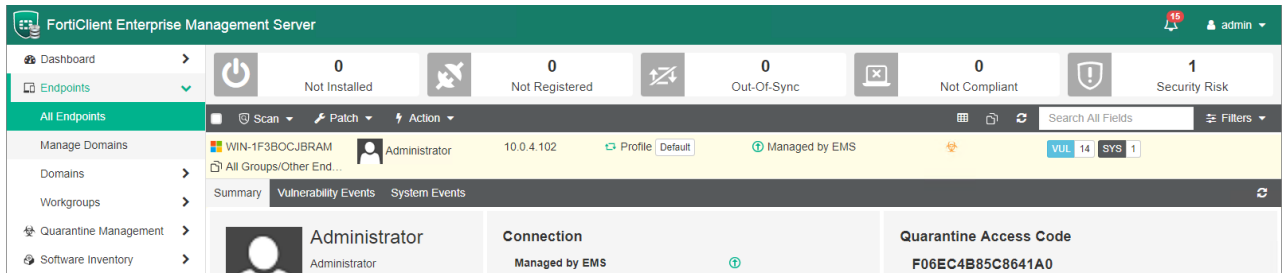 FortiClient Enterprise Management Server
15
admin
Dashboard
Endpoints
All Endpoints
Manage Domains
Domains
Workgroups
Quarantine Management
Software Inventory
0
Not Installed
0
Not Registered
0
Out-Of-Sync
0
Not Compliant
1
Security Risk
Scan
Patch
Action
Search All Fields
Filters
WIN-1F3BOCJBRAM
Administrator
10.0.4.102
Profile Default
Managed by EMS
VUL 14 SYS 1
All Groups/Other End...
Summary Vulnerability Events System Events
Administrator
Administrator
Connection
Managed by EMS
Quarantine Access Code
F06EC4B85C8641A0